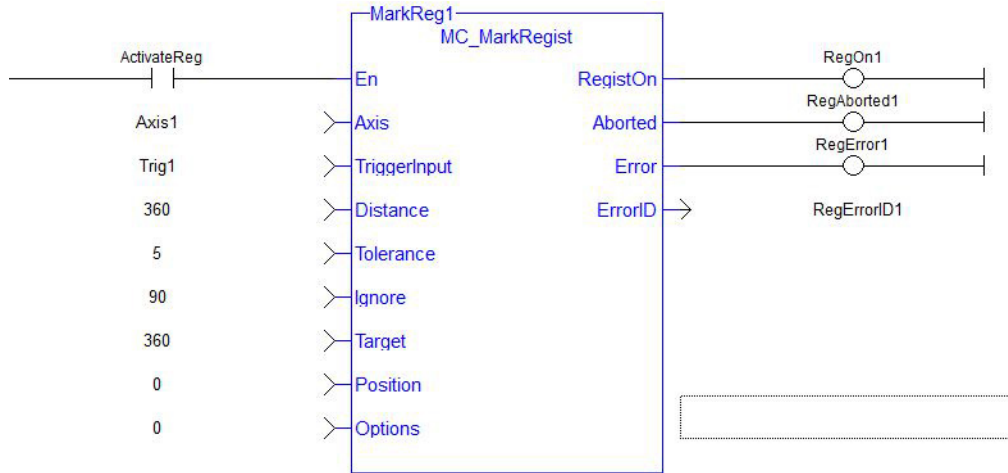 MarkReg1
MC_MarkRegist
ActivateReg
En
RegistOn
RegOn1
Axis1
Axis
Aborted
RegAborted1
Trig1
TriggerInput
Error
RegError1
360
Distance
ErrorID
RegErrorID1
5
Tolerance
90
Ignore
360
Target
0
Position
0
Options